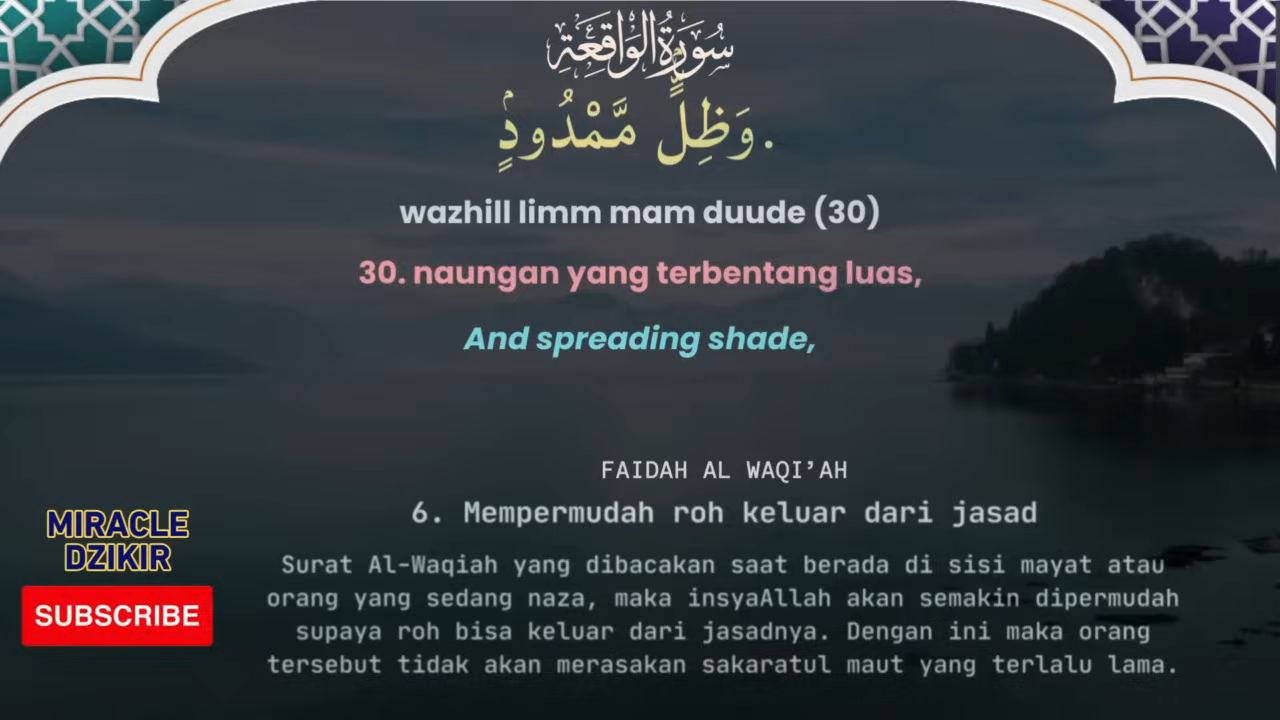 سُورَةُ الْوَاقِعَةِ
وَظِلٍّ مَّمْدُودٍۙ.
wazhill limm mam duude (30)
30. naungan yang terbentang luas,
And spreading shade,
FAIDAH AL WAQI’AH
6. Mempermudah roh keluar dari jasad
Surat Al-Waqiah yang dibacakan saat berada di sisi mayat atau
orang yang sedang naza, maka insyaAllah akan semakin dipermudah
supaya roh bisa keluar dari jasadnya. Dengan ini maka orang
tersebut tidak akan merasakan sakaratul maut yang terlalu lama.
MIRACLE
DZIKIR
SUBSCRIBE